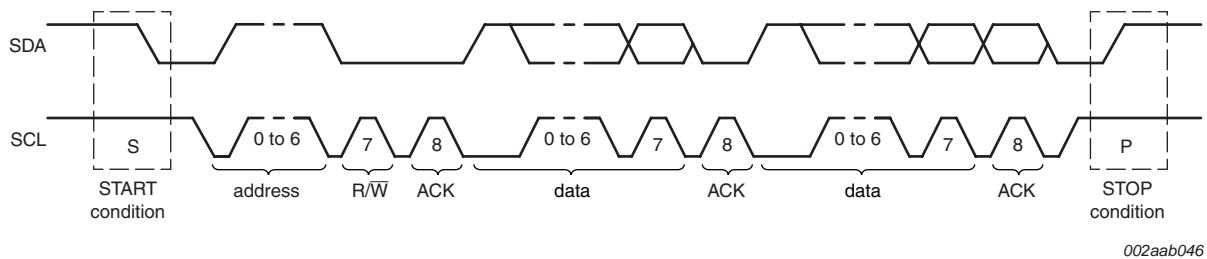 SDA
SCL
S
0 to 6
7
8
0 to 6
7
8
0 to 6
7
8
P
START
condition
address
R/W̅
ACK
data
ACK
data
ACK
STOP
condition
002aab046